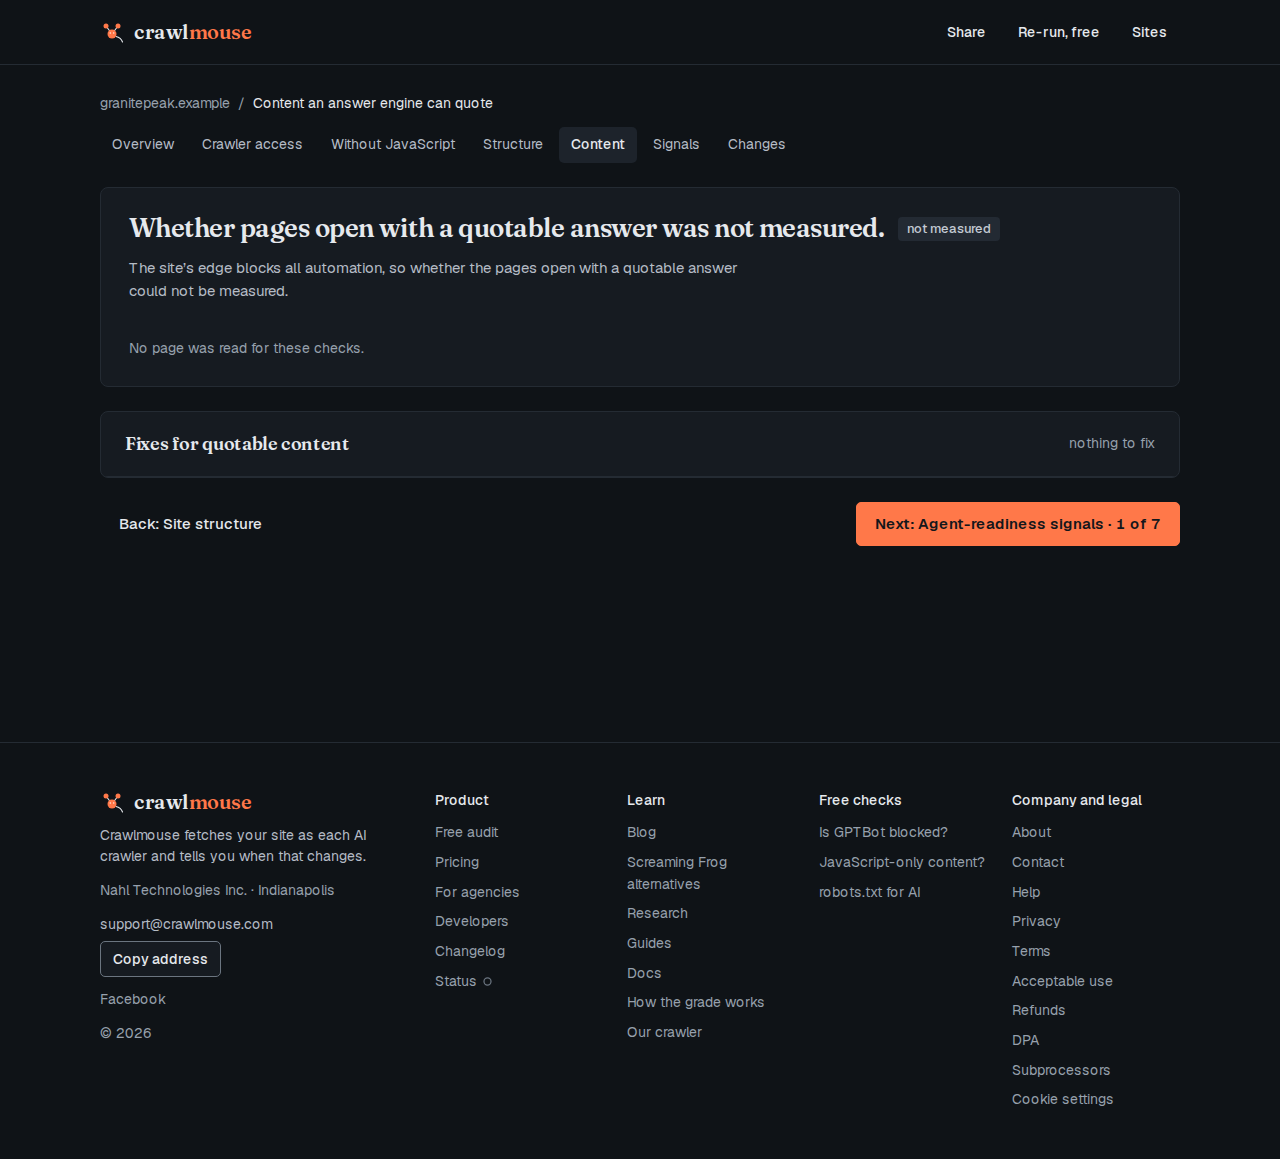 crawlmouse
Share
Re-run, free
Sites
granitepeak.example / Content an answer engine can quote
Overview
Crawler access
Without JavaScript
Structure
Content
Signals
Changes
Whether pages open with a quotable answer was not measured.
not measured
The site’s edge blocks all automation, so whether the pages open with a quotable answer
could not be measured.
No page was read for these checks.
Fixes for quotable content
nothing to fix
Back: Site structure
Next: Agent-readiness signals · 1 of 7
crawlmouse
Crawlmouse fetches your site as each AI
crawler and tells you when that changes.
Nahl Technologies Inc. · Indianapolis
support@crawlmouse.com
Copy address
Facebook
© 2026
Product
Free audit
Pricing
For agencies
Developers
Changelog
Status
Learn
Blog
Screaming Frog
alternatives
Research
Guides
Docs
How the grade works
Our crawler
Free checks
Is GPTBot blocked?
JavaScript-only content?
robots.txt for AI
Company and legal
About
Contact
Help
Privacy
Terms
Acceptable use
Refunds
DPA
Subprocessors
Cookie settings